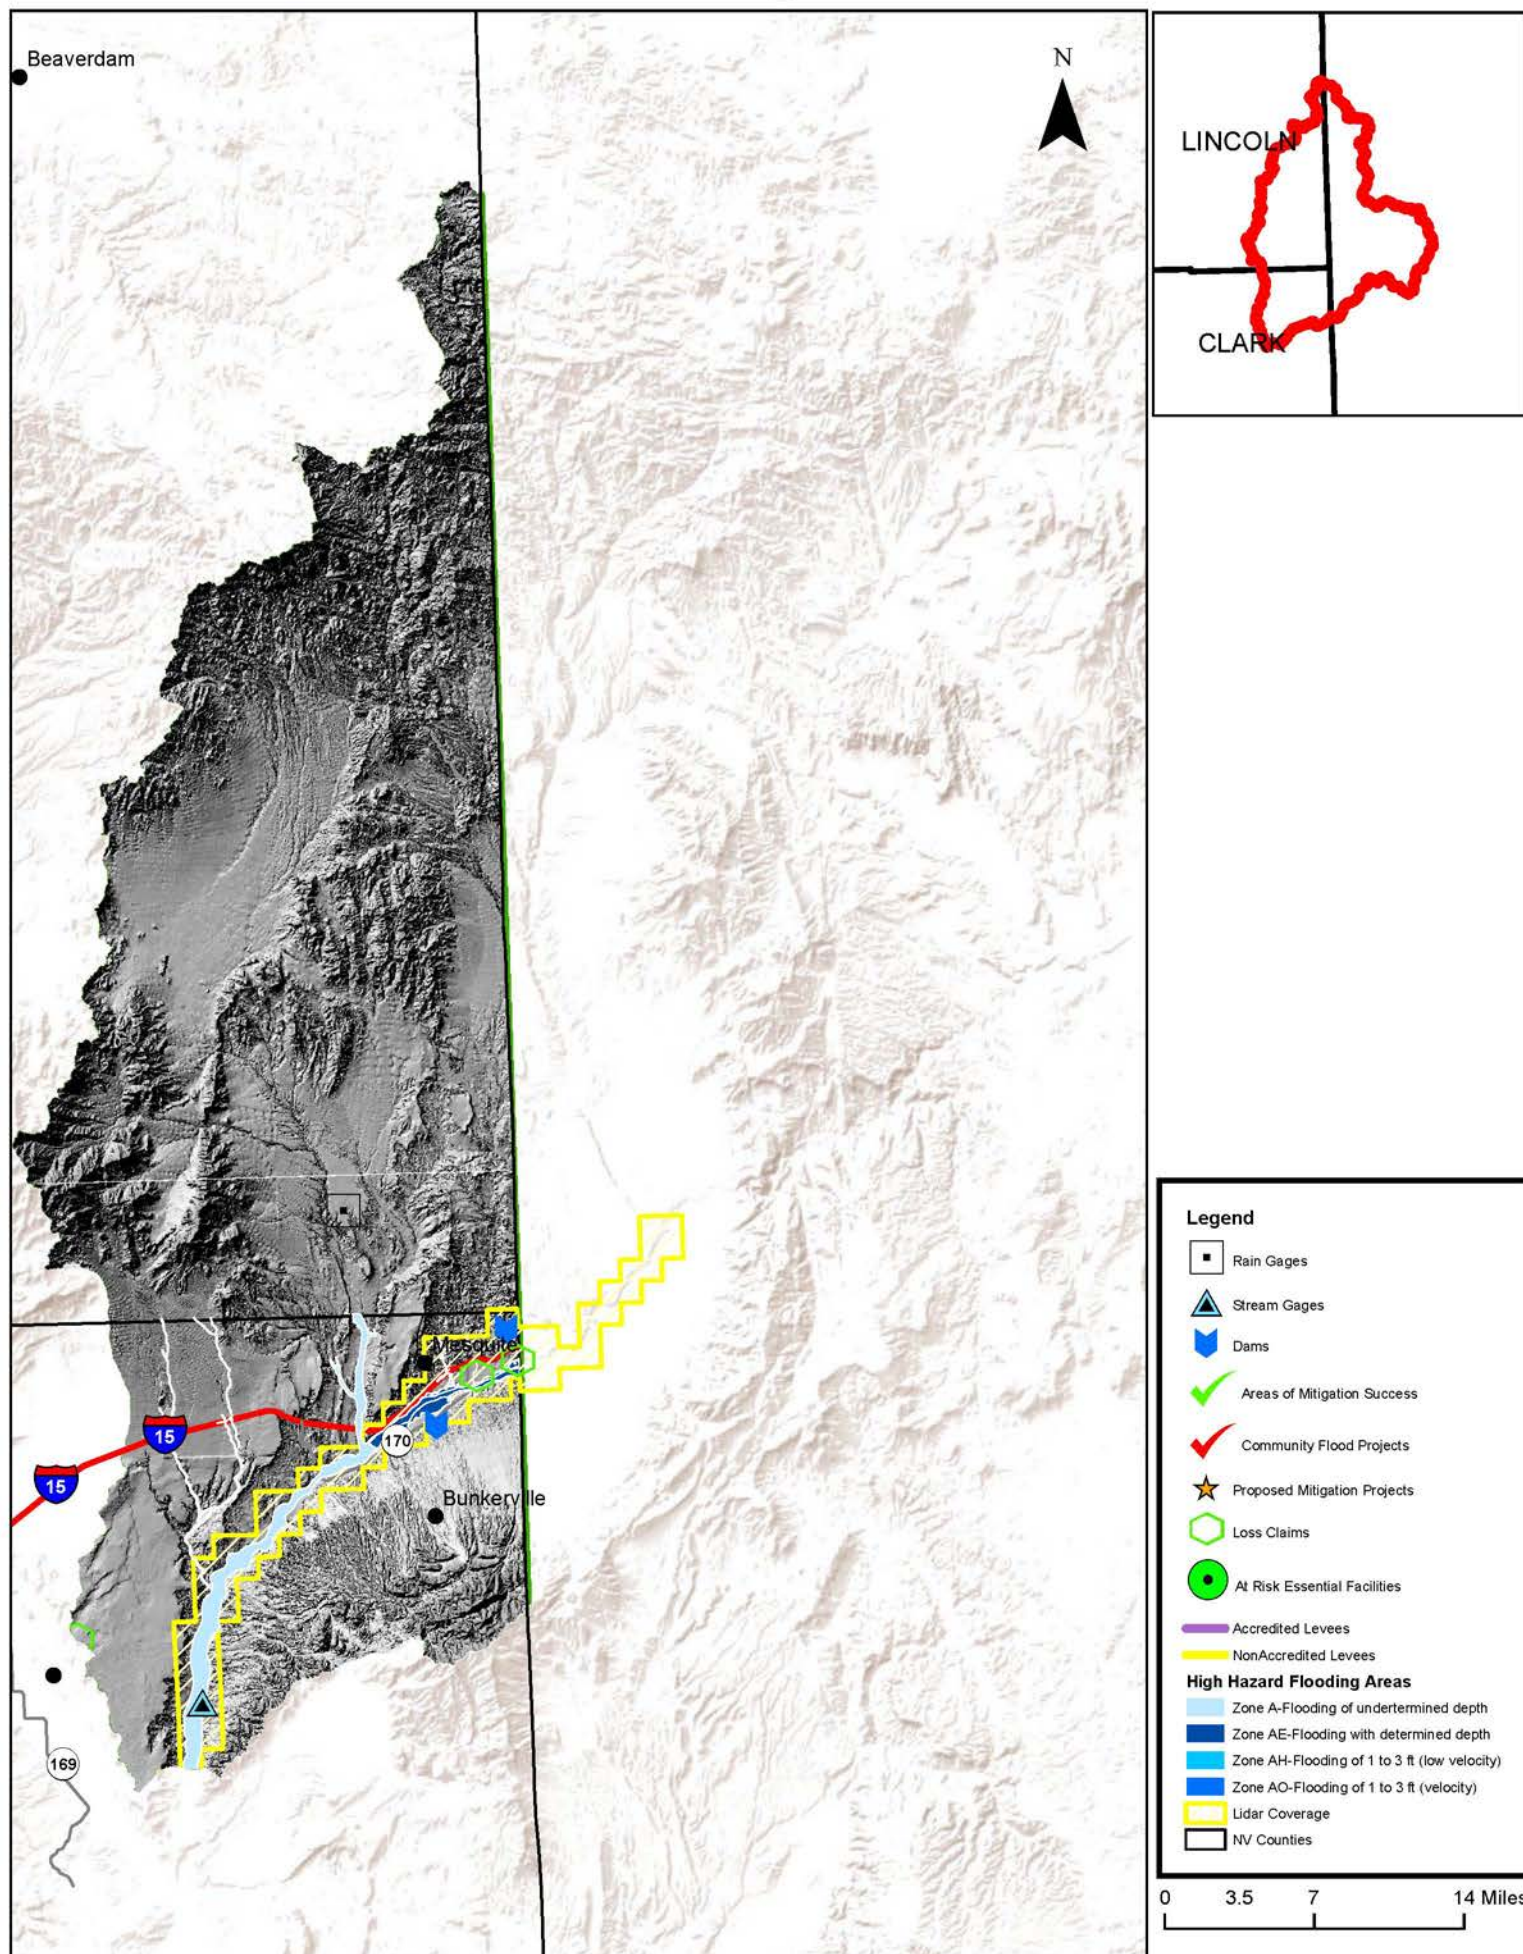 Beaverdam
N
LINCOLN
CLARK
Mesquite
15
170
15
Bunkerville
169
Legend
Rain Gages
Stream Gages
Dams
Areas of Mitigation Success
Community Flood Projects
Proposed Mitigation Projects
Loss Claims
At Risk Essential Facilities
Accredited Levees
NonAccredited Levees
High Hazard Flooding Areas
Zone A-Flooding of undertermined depth
Zone AE-Flooding with determined depth
Zone AH-Flooding of 1 to 3 ft (low velocity)
Zone AO-Flooding of 1 to 3 ft (velocity)
Lidar Coverage
NV Counties
0 3.5 7 14 Miles